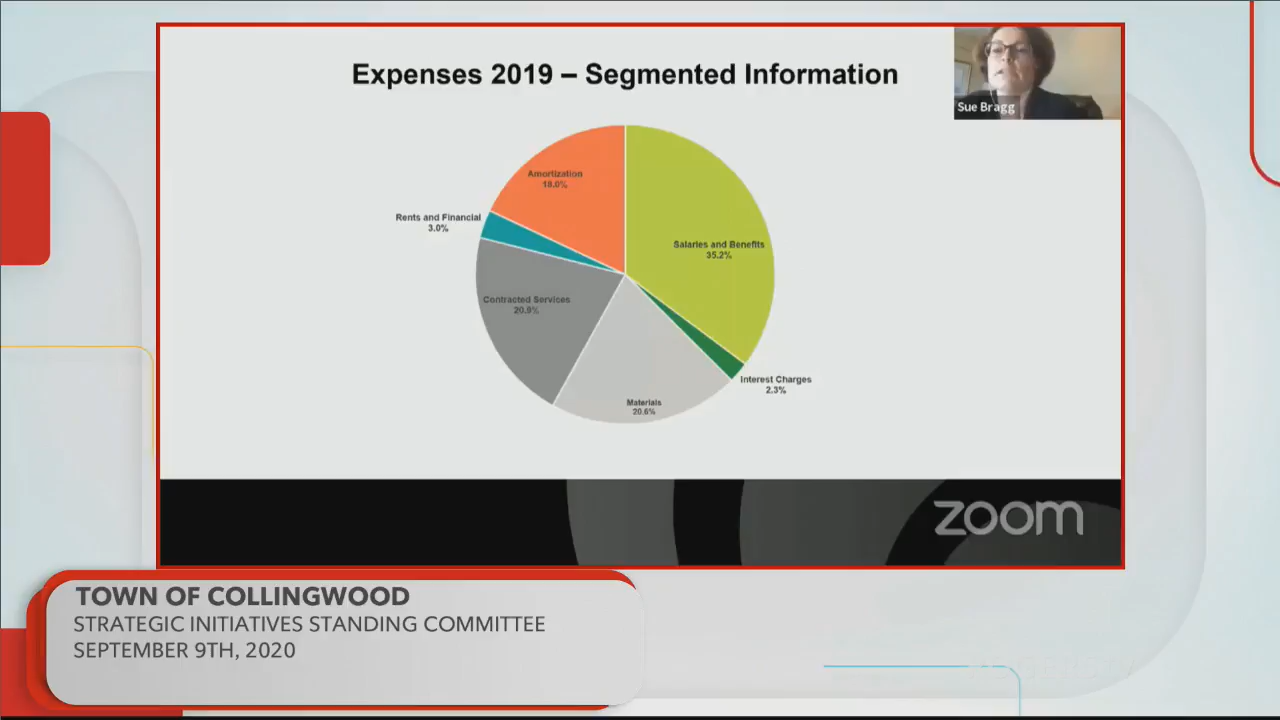 Expenses 2019 – Segmented Information
Sue Bragg
Amortization
18.0%
Rents and Financial
3.0%
Salaries and Benefits
35.2%
Contracted Services
20.9%
Interest Charges
2.3%
Materials
20.6%
zoom
TOWN OF COLLINGWOOD
STRATEGIC INITIATIVES STANDING COMMITTEE
SEPTEMBER 9TH, 2020